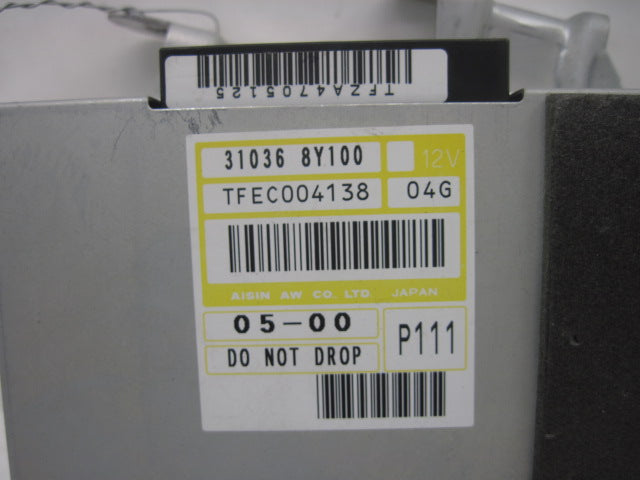 TFZA4705125
31036 8Y100
12V
TFEC004138
04G
AISIN AW CO. LTD. JAPAN
05-00
P111
DO NOT DROP